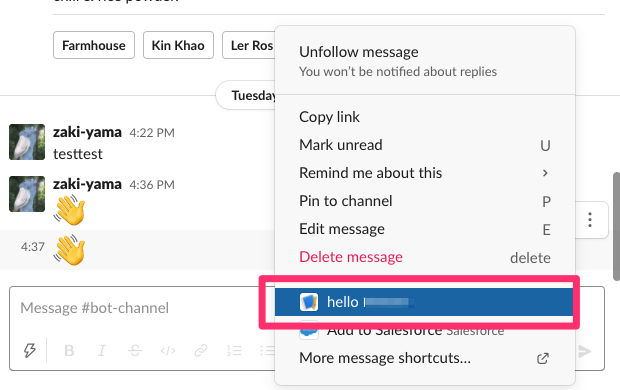 Farmhouse
Kin Khao
Ler Ros
Tuesday
zaki-yama 4:22 PM
testtest
zaki-yama 4:36 PM
4:37
Message #bot-channel
B I S
Unfollow message
You won't be notified about replies
Copy link
Mark unread U
Remind me about this
Pin to channel P
Edit message E
Delete message delete
hello
Add to Salesforce Salesforce
More message shortcuts...